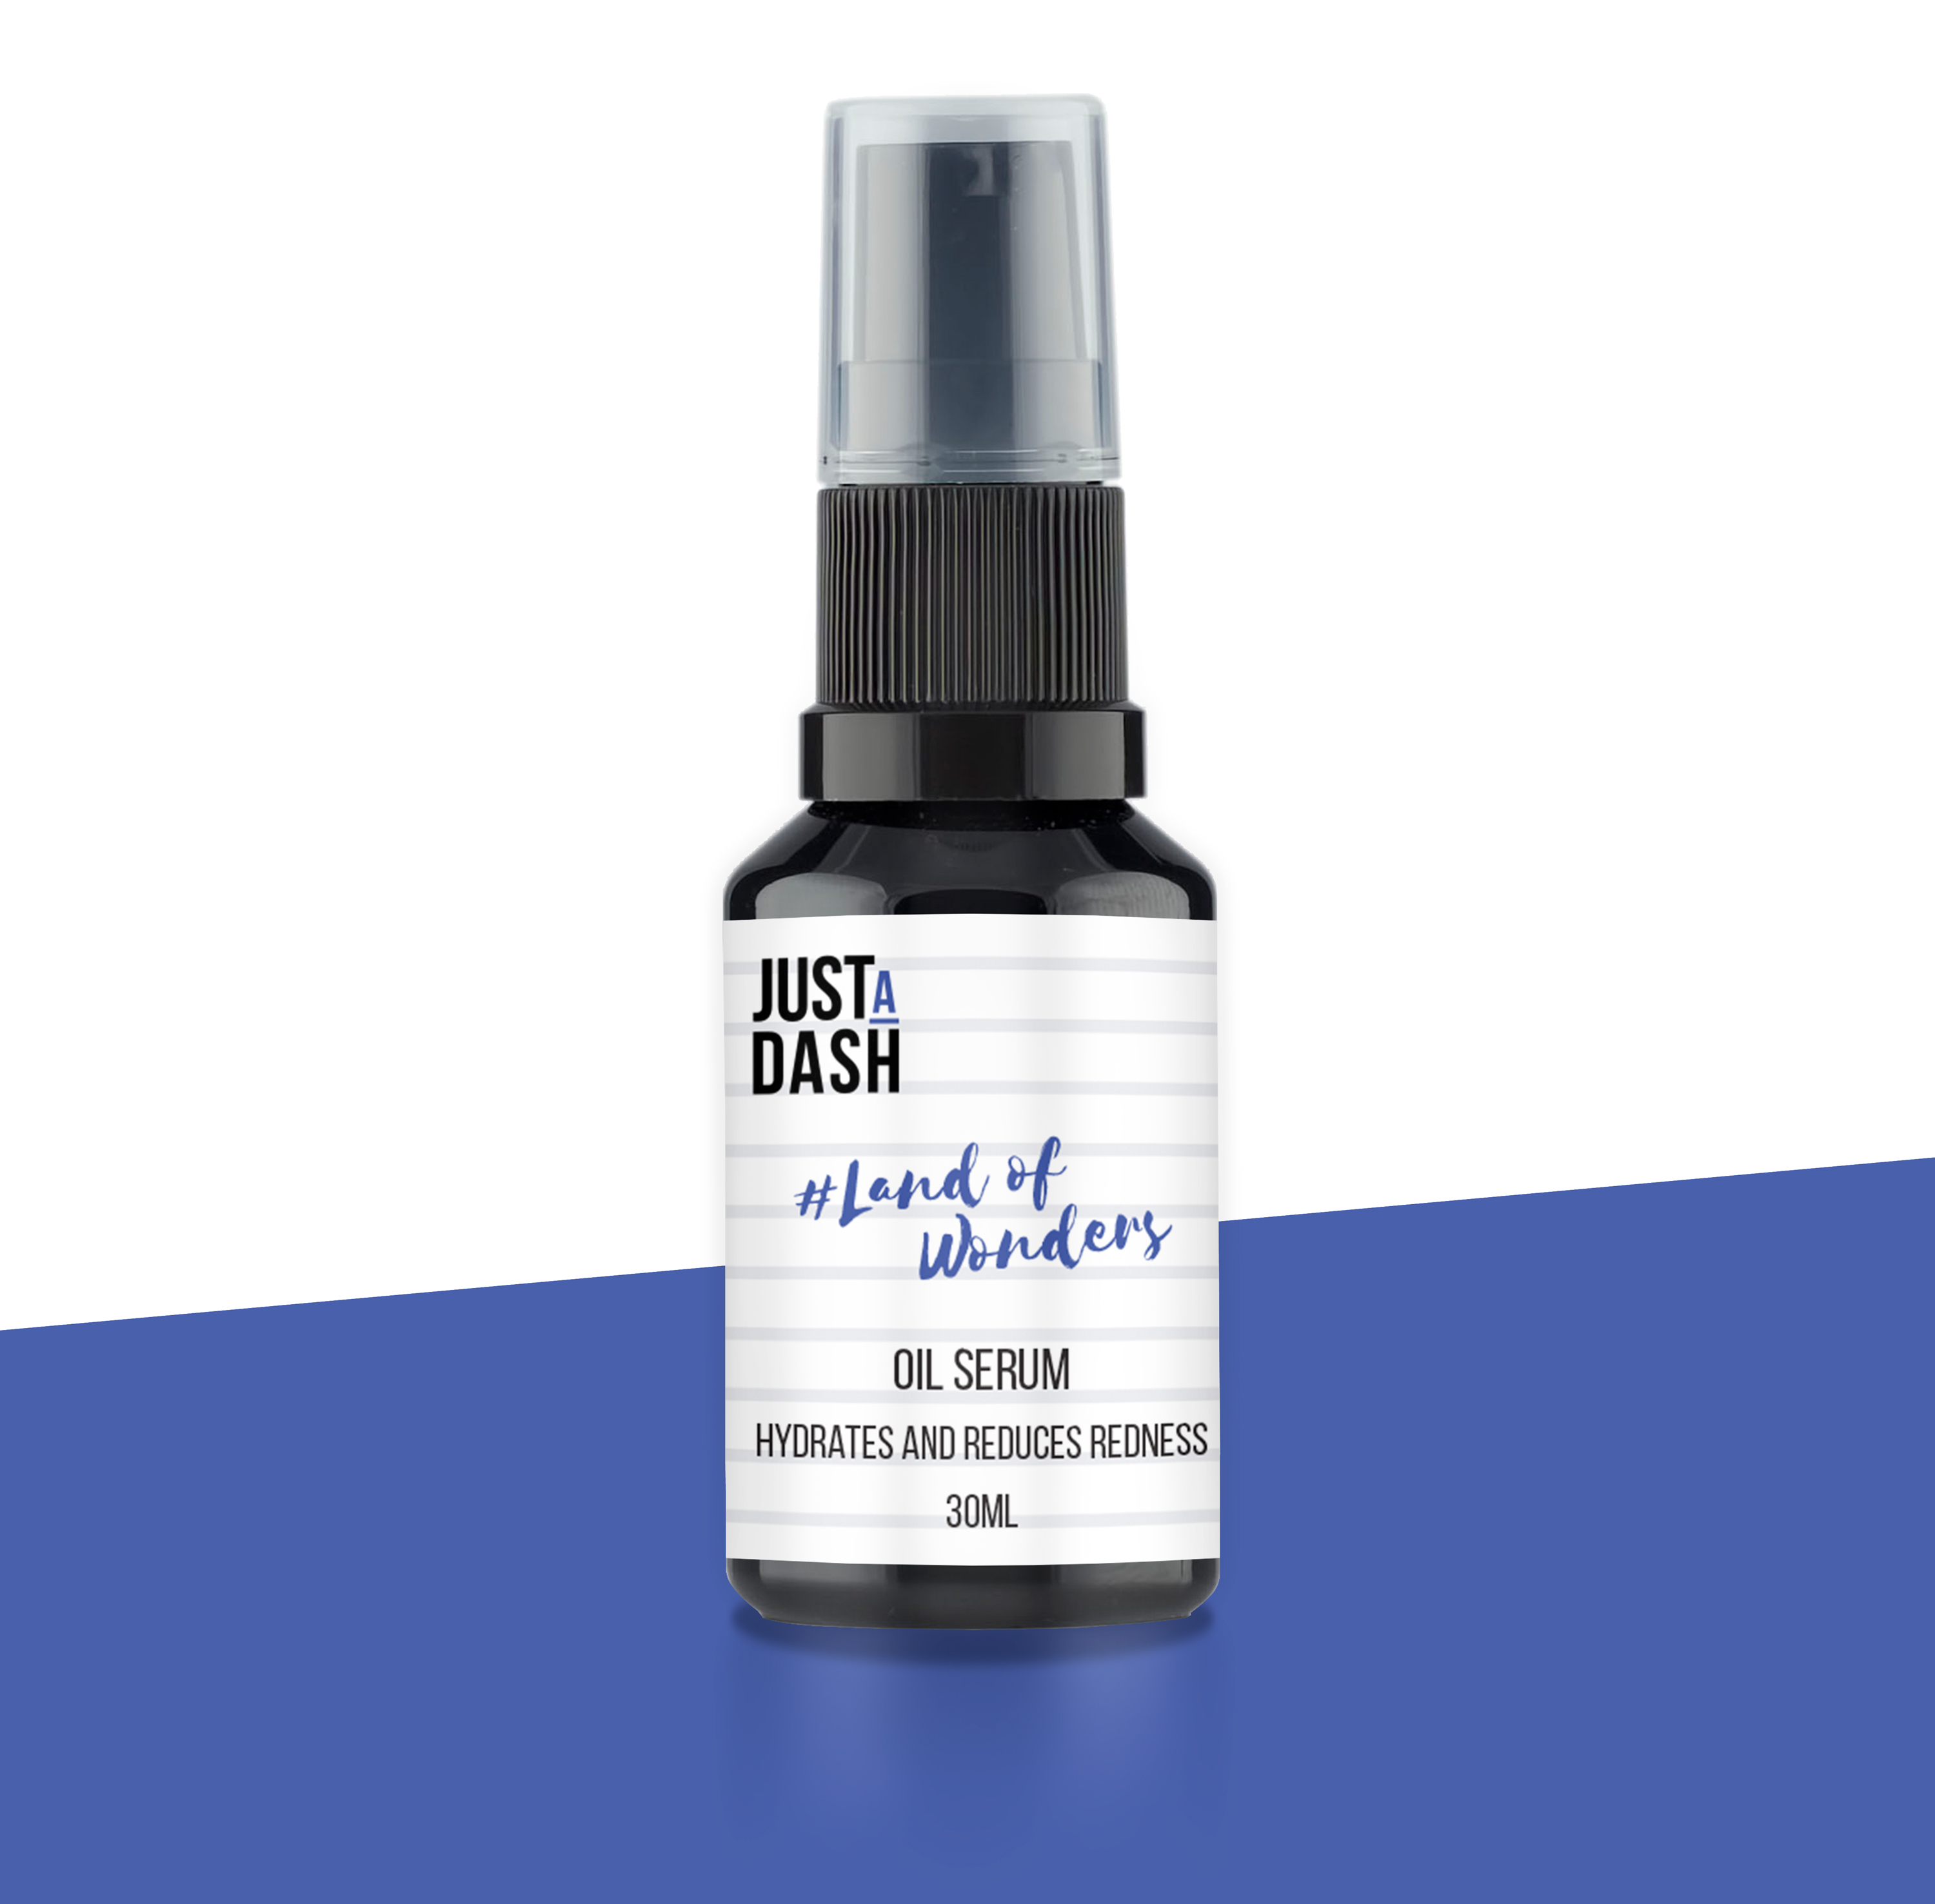 JUST A
DASH
#Land of
Wonders
OIL SERUM
HYDRATES AND REDUCES REDNESS
30ML